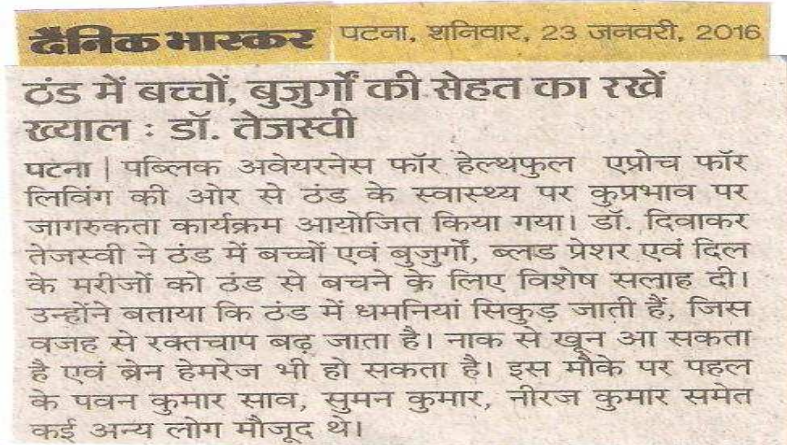 दैनिक भास्कर पटना, शनिवार, 23 जनवरी, 2016
ठंड में बच्चों, बुजुर्गों की सेहत का रखें
ख्याल : डॉ. तेजस्वी
पटना | पब्लिक अवेयरनेस फॉर हेल्थफुल एप्रोच फॉर
लिविंग की ओर से ठंड के स्वास्थ्य पर कुप्रभाव पर
जागरुकता कार्यक्रम आयोजित किया गया। डॉ. दिवाकर
तेजस्वी ने ठंड में बच्चों एवं बुजुर्गों, ब्लड प्रेशर एवं दिल
के मरीजों को ठंड से बचने के लिए विशेष सलाह दी।
उन्होंने बताया कि ठंड में धमनियां सिकुड़ जाती हैं, जिस
वजह से रक्तचाप बढ़ जाता है। नाक से खून आ सकता
है एवं ब्रेन हेमरेज भी हो सकता है। इस मौके पर पहल
के पवन कुमार साव, सुमन कुमार, नीरज कुमार समेत
कई अन्य लोग मौजूद थे।